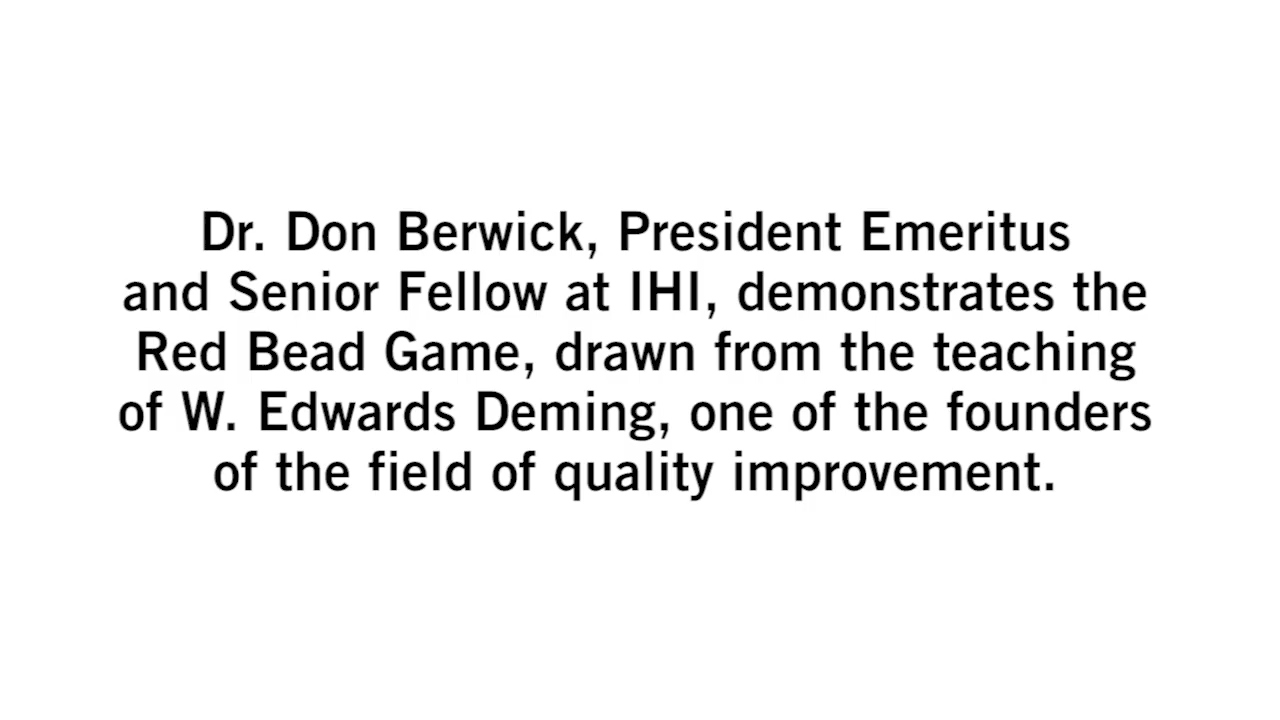 Dr. Don Berwick, President Emeritus
and Senior Fellow at IHI, demonstrates the
Red Bead Game, drawn from the teaching
of W. Edwards Deming, one of the founders
of the field of quality improvement.